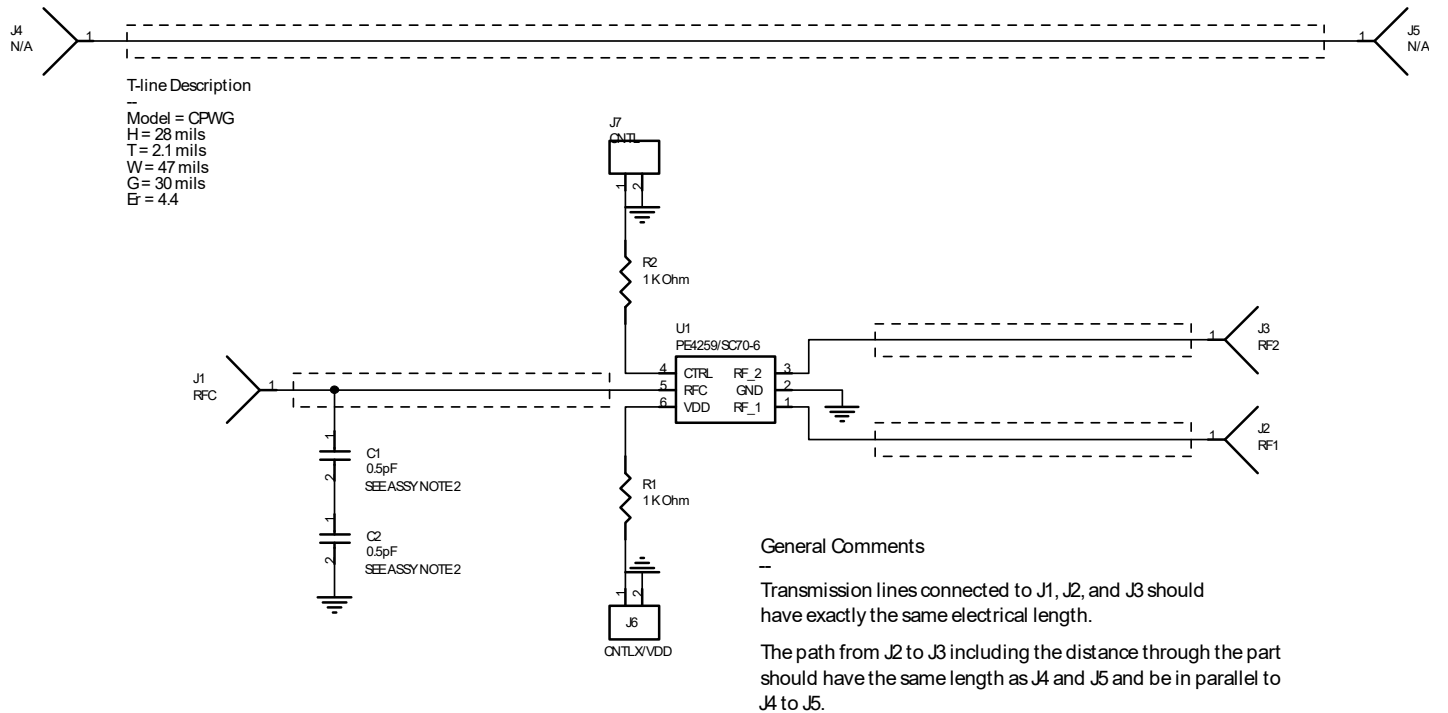 J4
N/A
1
1
J5
N/A
T-line Description
--
Model = CPWG
H = 28 mils
T = 2.1 mils
W = 47 mils
G = 30 mils
Er = 4.4
J7
CNTL
1
2
R2
1 K Ohm
U1
PE4259/SC70-6
4
CTRL
RF_2
3
5
RFC
GND
2
6
VDD
RF_1
1
J1
RFC
1
1
J3
RF2
1
J2
RF1
1
2
C1
0.5pF
SEE ASSY NOTE 2
1
2
C2
0.5pF
SEE ASSY NOTE 2
R1
1 K Ohm
1
2
J6
CNTLX/VDD
General Comments
--
Transmission lines connected to J1, J2, and J3 should
have exactly the same electrical length.
The path from J2 to J3 including the distance through the part
should have the same length as J4 and J5 and be in parallel to
J4 to J5.